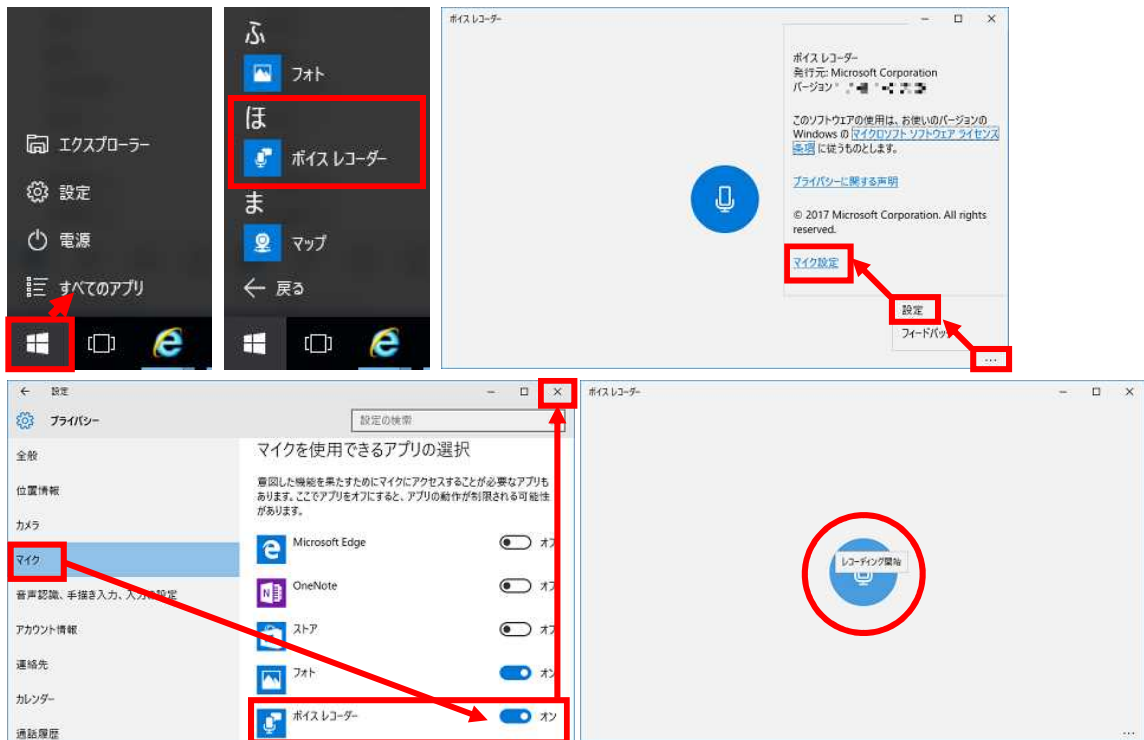 エクスプローラー
設定
電源
すべてのアプリ
ふ
フォト
ほ
ボイス レコーダー
ま
マップ
戻る
ボイス レコーダー
ボイス レコーダー
発行元: Microsoft Corporation
バージョン
このソフトウェアの使用は、お使いのバージョンの
Windows の マイクロソフト ソフトウェア ライセンス
条項 に従うものとします。
プライバシーに関する声明
© 2017 Microsoft Corporation. All rights
reserved.
マイク設定
設定
フィードバック
...
設定
プライバシー
設定の検索
全般
位置情報
カメラ
マイク
音声認識、手描き入力、入力の設定
アカウント情報
連絡先
カレンダー
通話履歴
マイクを使用できるアプリの選択
意図した機能を果たすためにマイクにアクセスすることが必要なアプリも
あります。ここでアプリをオフにすると、アプリの動作が制限される可能性
があります。
Microsoft Edge オフ
OneNote オフ
ストア オフ
フォト オン
ボイス レコーダー オン
ボイス レコーダー
レコーディング開始
...